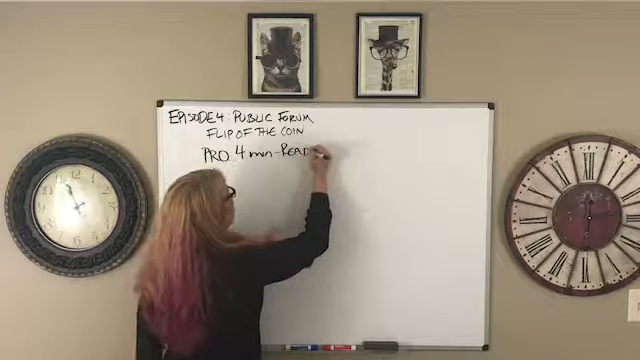 EPISODE 4: PUBLIC FORUM
FLIP OF THE COIN
PRO 4 min - READ